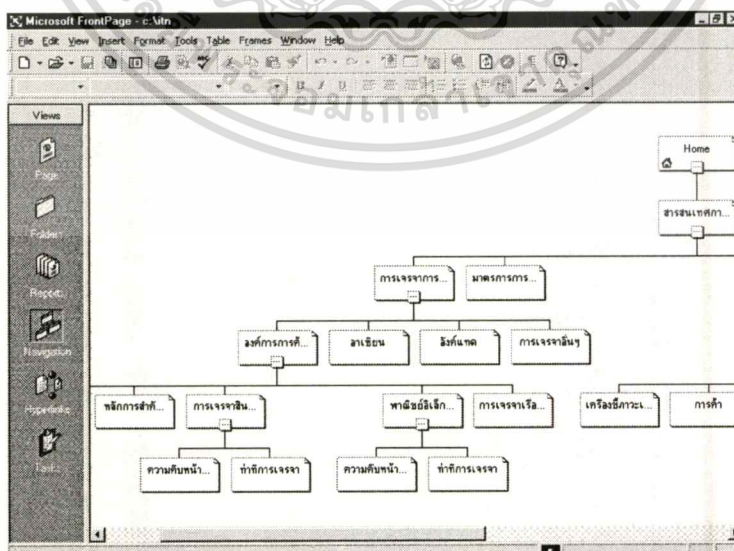 Microsoft FrontPage - c:\itn
File Edit View Insert Format Tools Table Frames Window Help
Views
Page
Folders
Reports
Navigation
Hyperlinks
Tasks
Home
สารสนเทศกา...
การเจรจาการ...
มาตรการการ...
องค์การการค้...
อาเซียน
อังค์แทด
การเจรจาอื่นๆ
หลักการสำคั...
การเจรจาสิน...
พาณิชย์อิเล็ก...
การเจรจาเรื่อ...
เครื่องชี้ภาวะเ...
การค้า
ความคืบหน้า...
ท่าทีการเจรจา
ความคืบหน้า...
ท่าทีการเจรจา